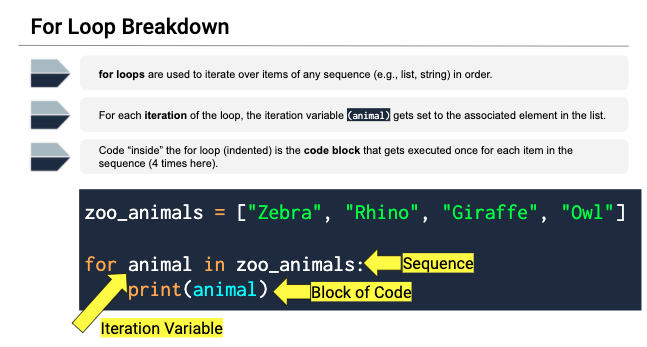 For Loop Breakdown
for loops are used to iterate over items of any sequence (e.g., list, string) in order.
For each iteration of the loop, the iteration variable (animal) gets set to the associated element in the list.
Code “inside” the for loop (indented) is the code block that gets executed once for each item in the
sequence (4 times here).
zoo_animals = ["Zebra", "Rhino", "Giraffe", "Owl"]
for animal in zoo_animals:
Sequence
print(animal)
Block of Code
Iteration Variable